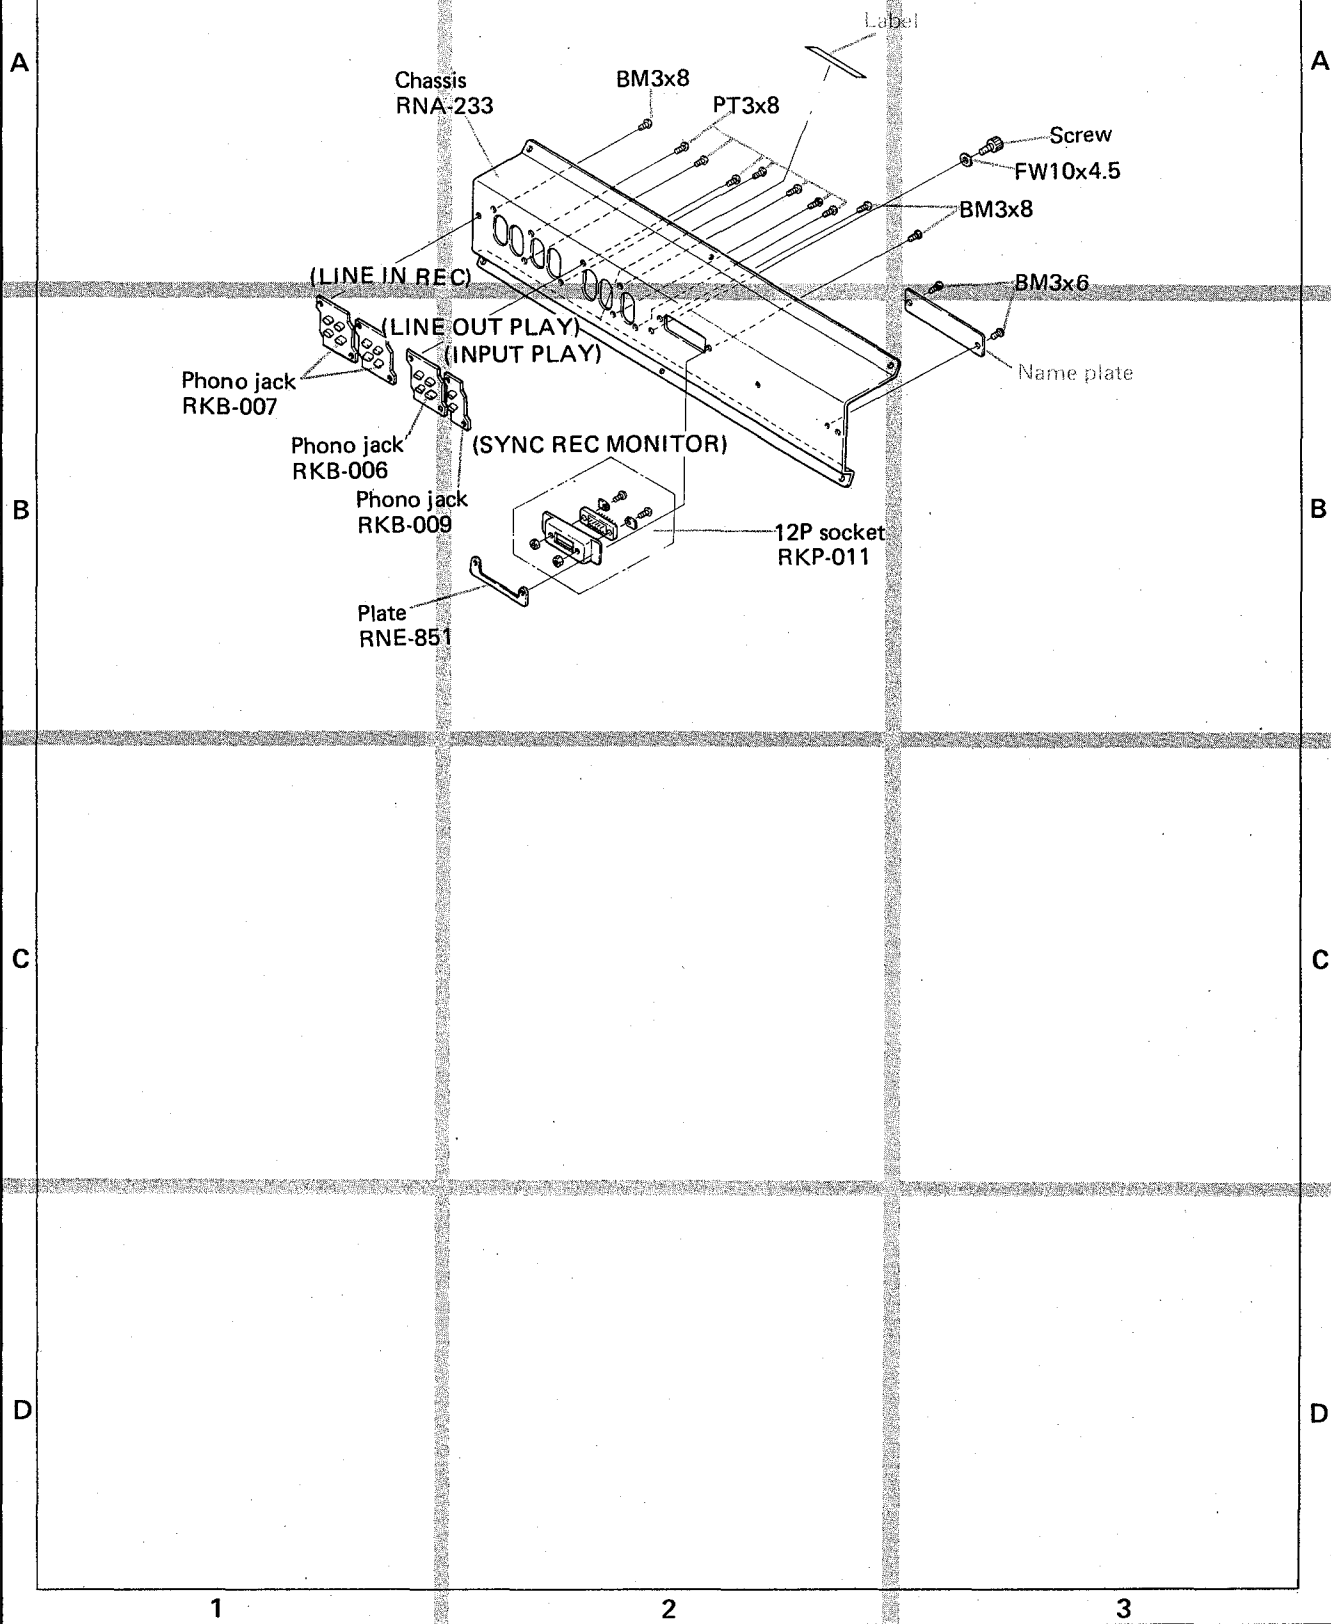 Label
A
A
Chassis
RNA-233
BM3x8
PT3x8
Screw
FW10x4.5
BM3x8
(LINE IN REC)
BM3x6
(LINE OUT PLAY)
(INPUT PLAY)
Name plate
Phono jack
RKB-007
Phono jack
RKB-006
(SYNC REC MONITOR)
Phono jack
RKB-009
B
B
12P socket
RKP-011
Plate
RNE-851
C
C
D
D
1
2
3